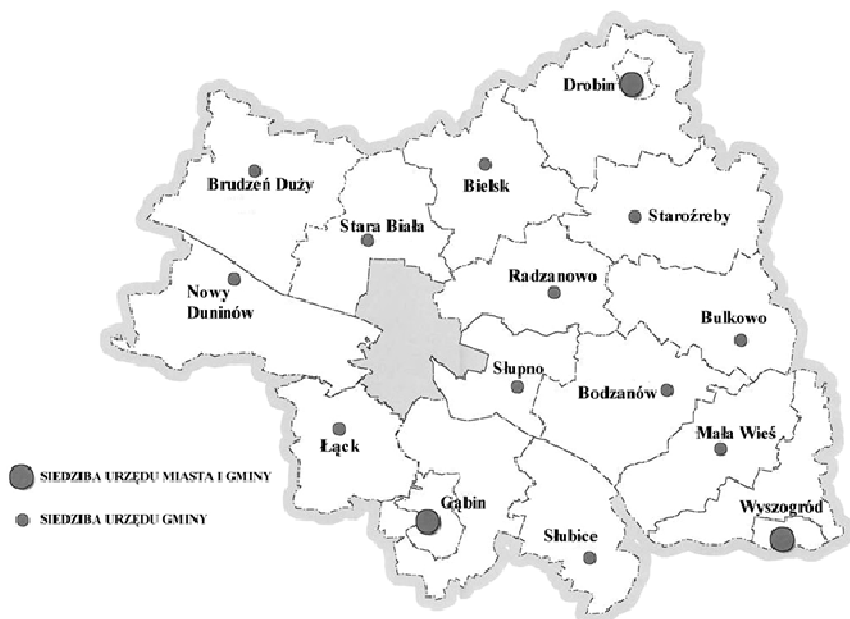 Drobin
Brudzeń Duży
Bielsk
Stara Biała
Staroźreby
Nowy
Duninów
Radzanowo
Bulkowo
Słupno
Bodzanów
Łąck
Mała Wieś
SIEDZIBA URZĘDU MIASTA I GMINY
SIEDZIBA URZĘDU GMINY
Gąbin
Słubice
Wyszogród